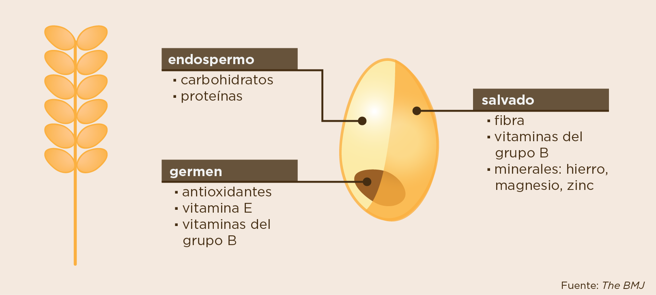 endospermo
▪ carbohidratos
▪ proteínas
germen
▪ antioxidantes
▪ vitamina E
▪ vitaminas del
grupo B
salvado
▪ fibra
▪ vitaminas del
grupo B
▪ minerales: hierro,
magnesio, zinc
Fuente: The BMJ